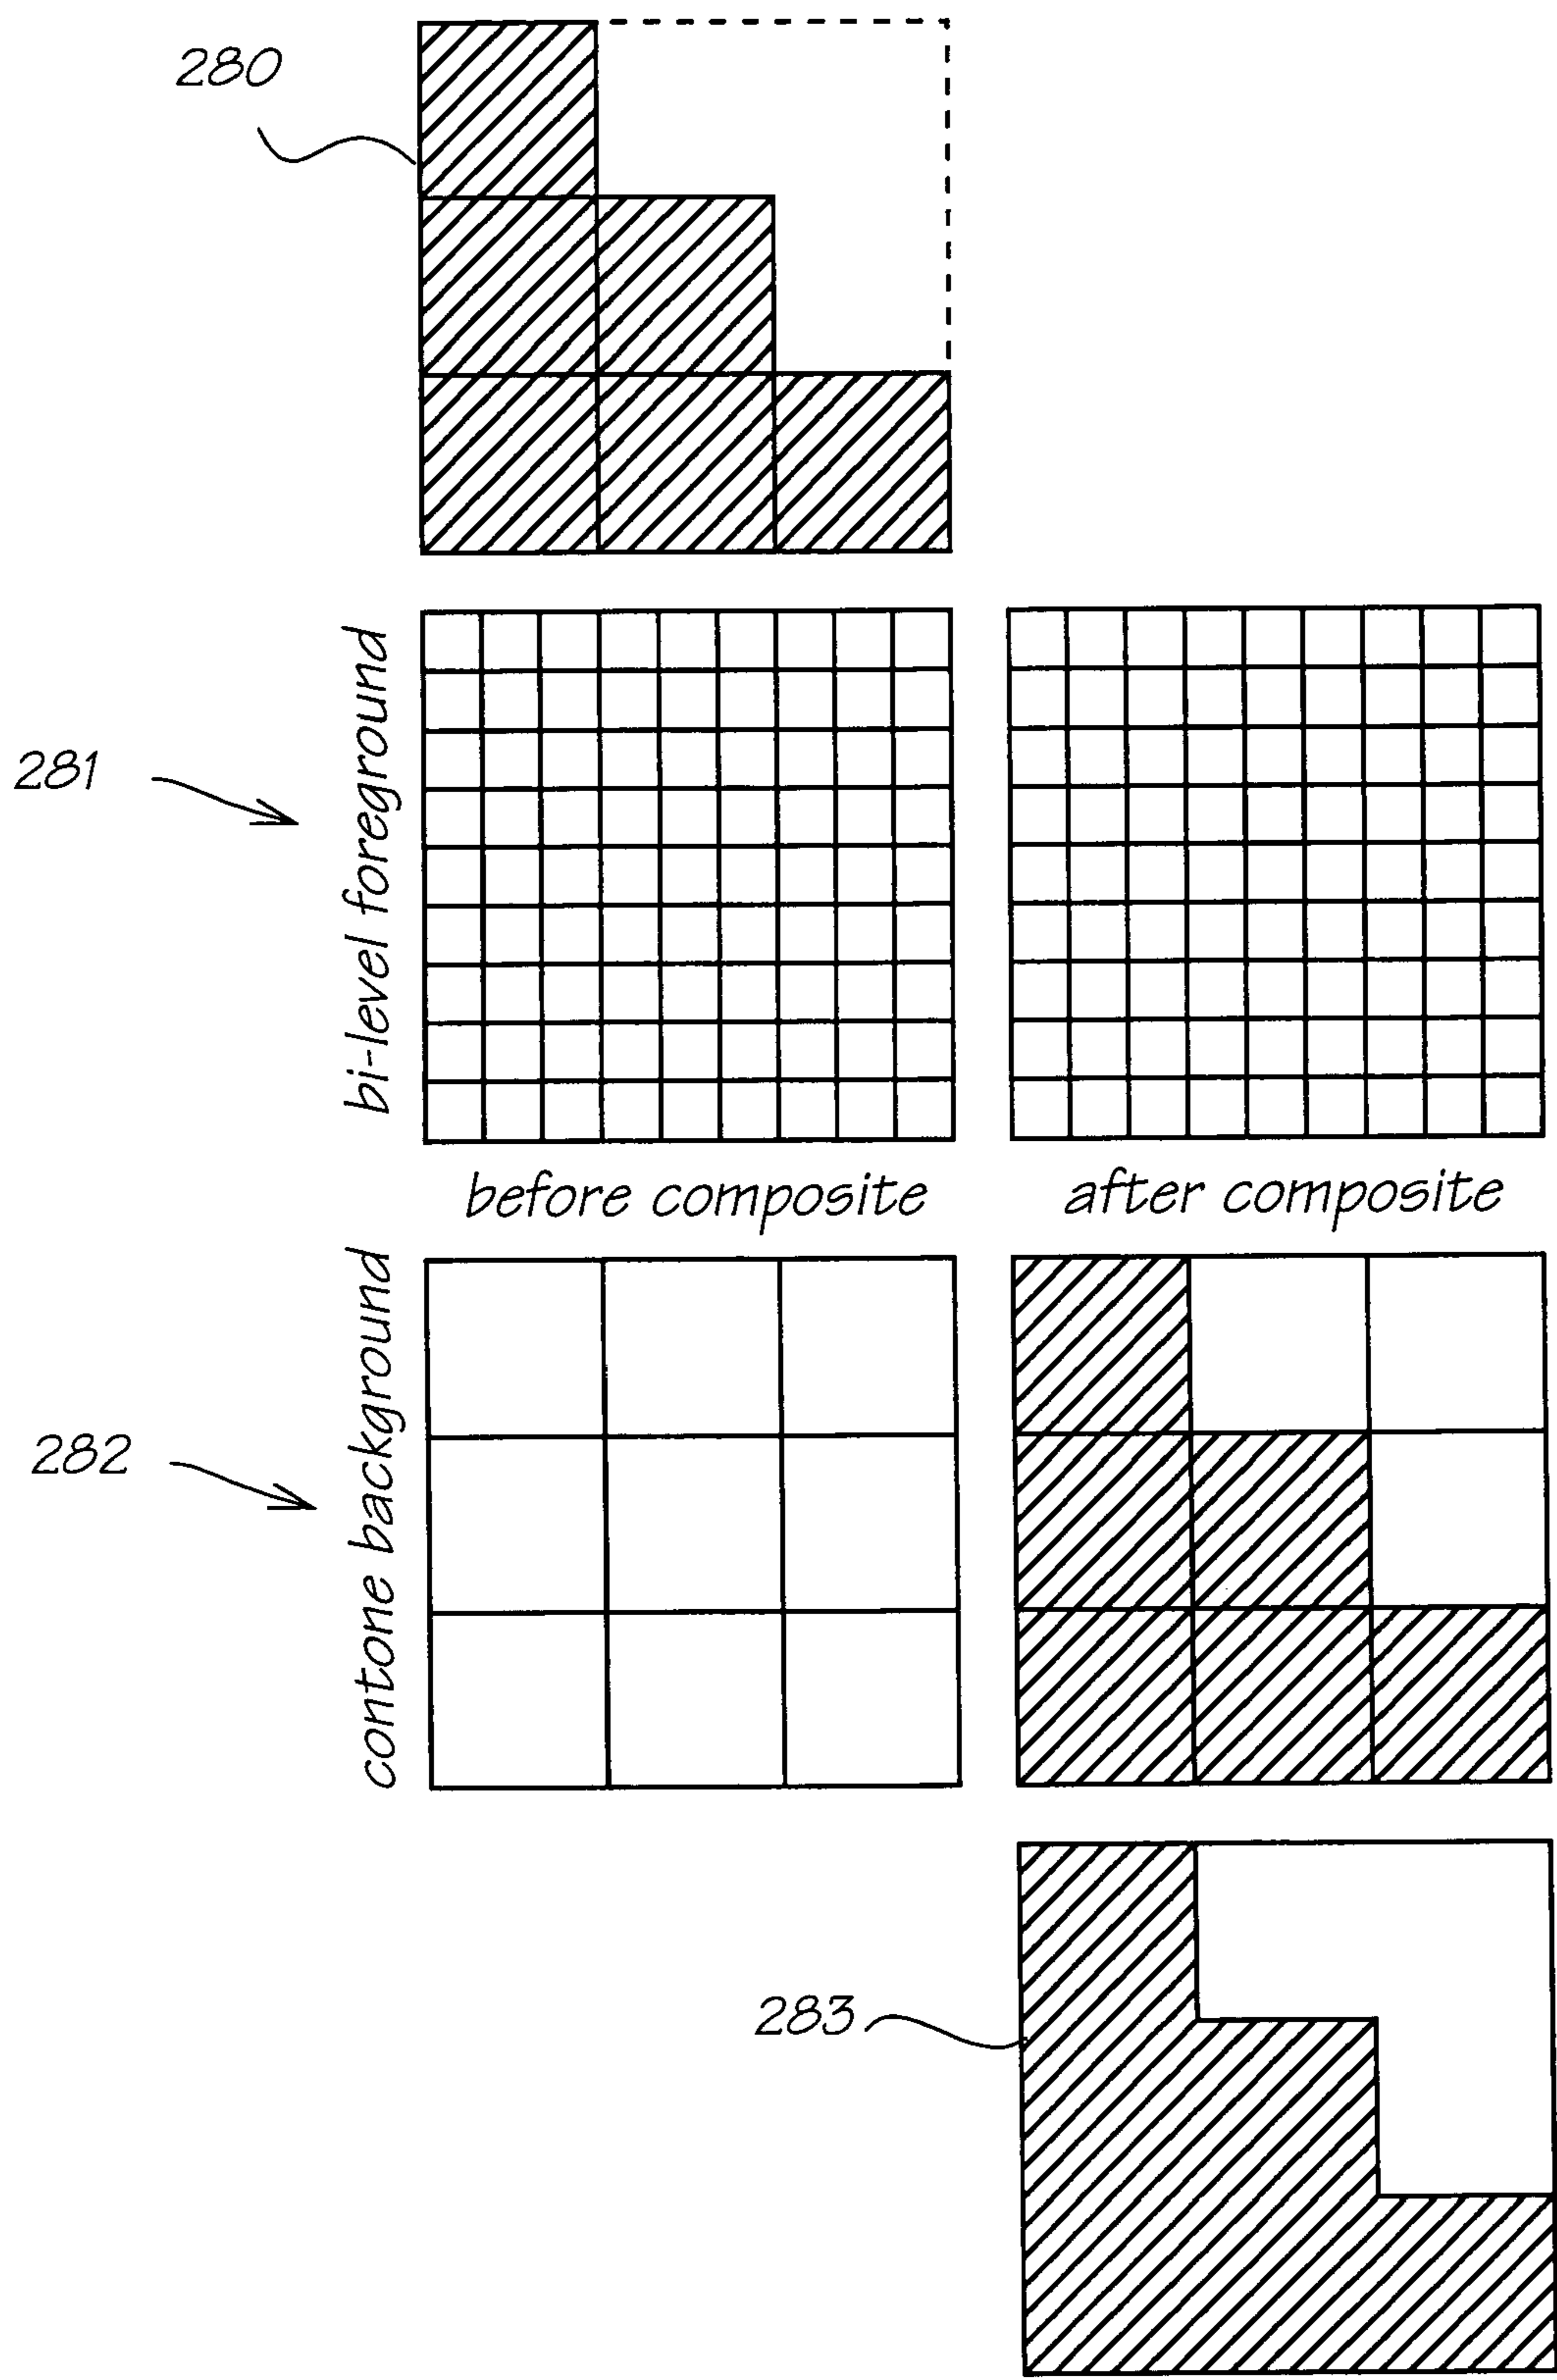 280
281
bi-level foreground
before composite
after composite
282
contone background
283